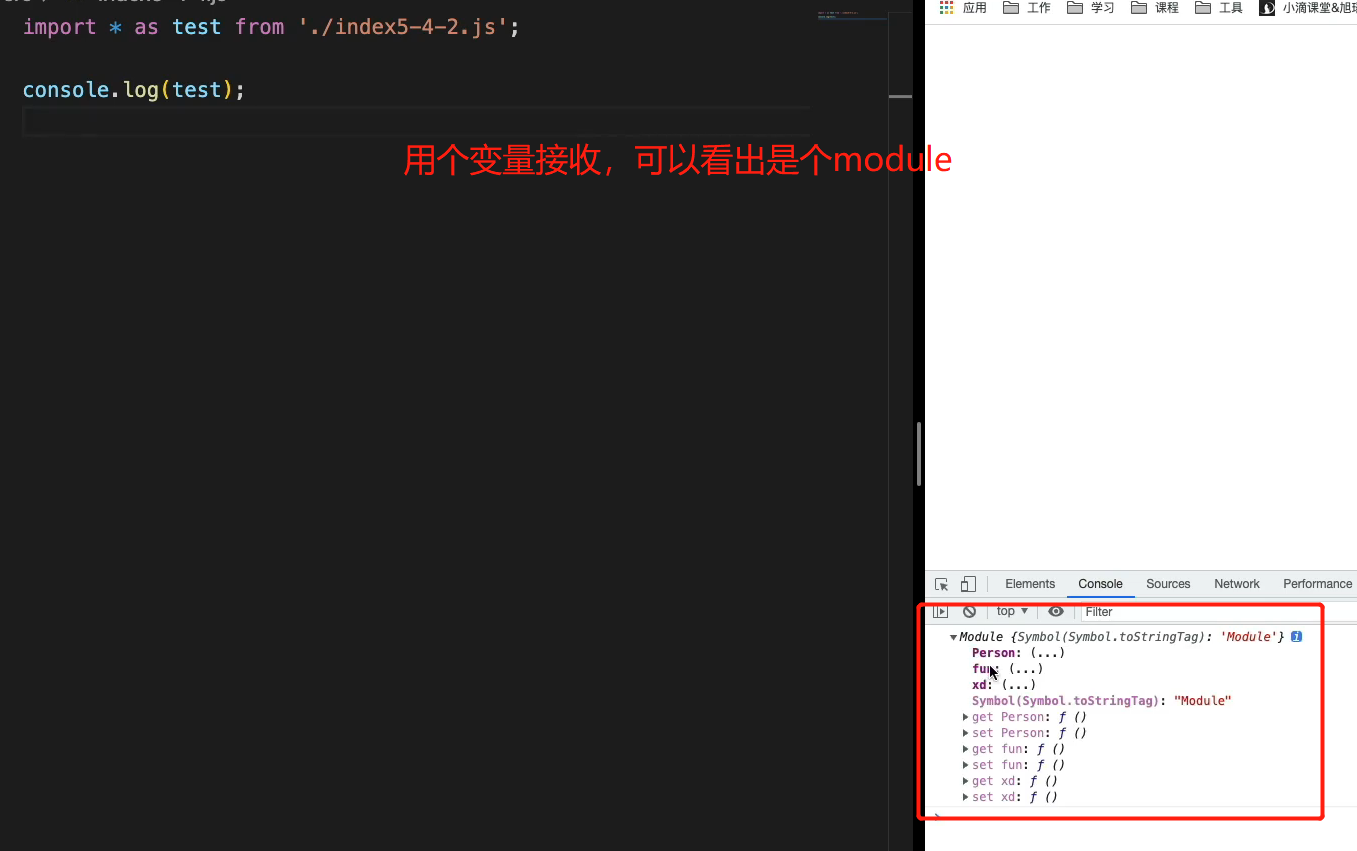 import * as test from './index5-4-2.js';
console.log(test);
用个变量接收，可以看出是个module
应用 工作 学习 课程 工具 小滴课堂&旭
Elements Console Sources Network Performance
top Filter
Module {Symbol(Symbol.toStringTag): 'Module'}
Person: (...)
fun: (...)
xd: (...)
Symbol(Symbol.toStringTag): "Module"
get Person: ƒ ()
set Person: ƒ ()
get fun: ƒ ()
set fun: ƒ ()
get xd: ƒ ()
set xd: ƒ ()